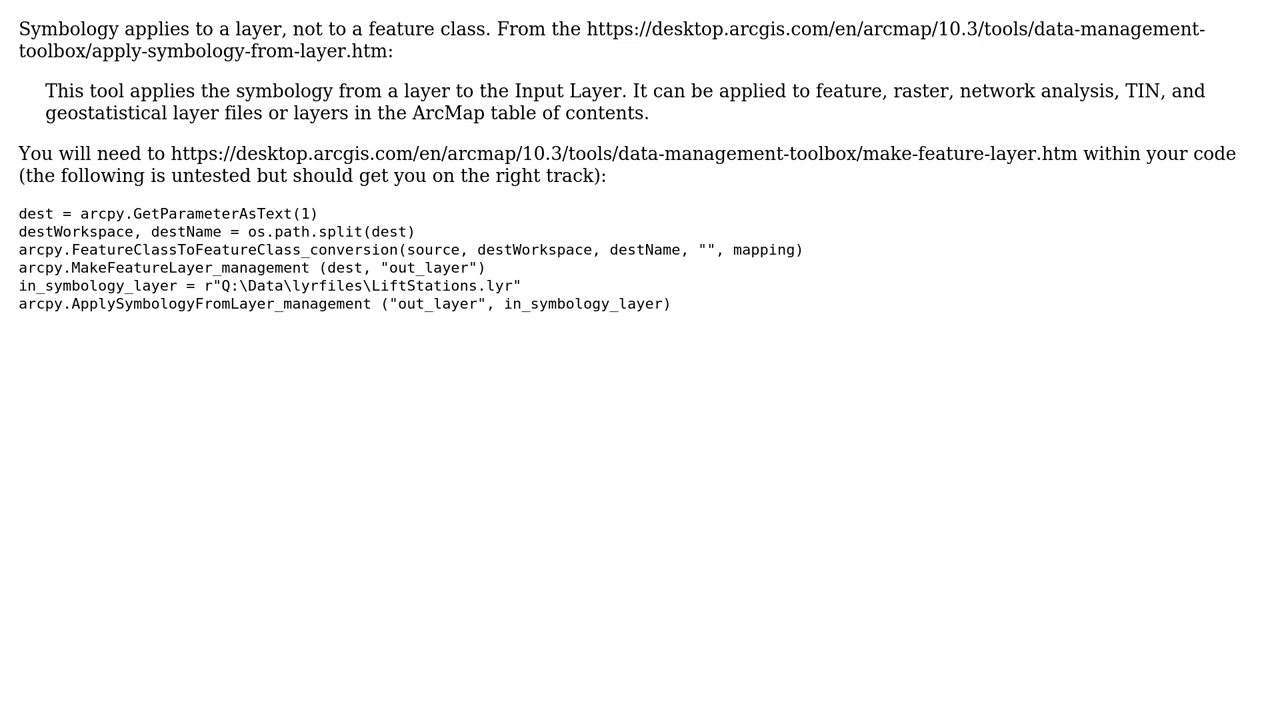 Symbology applies to a layer, not to a feature class. From the https://desktop.arcgis.com/en/arcmap/10.3/tools/data-management-
toolbox/apply-symbology-from-layer.htm:
This tool applies the symbology from a layer to the Input Layer. It can be applied to feature, raster, network analysis, TIN, and
geostatistical layer files or layers in the ArcMap table of contents.
You will need to https://desktop.arcgis.com/en/arcmap/10.3/tools/data-management-toolbox/make-feature-layer.htm within your code
(the following is untested but should get you on the right track):
dest = arcpy.GetParameterAsText(1)
destWorkspace, destName = os.path.split(dest)
arcpy.FeatureClassToFeatureClass_conversion(source, destWorkspace, destName, "", mapping)
arcpy.MakeFeatureLayer_management (dest, "out_layer")
in_symbology_layer = r"Q:\Data\lyrfiles\LiftStations.lyr"
arcpy.ApplySymbologyFromLayer_management ("out_layer", in_symbology_layer)